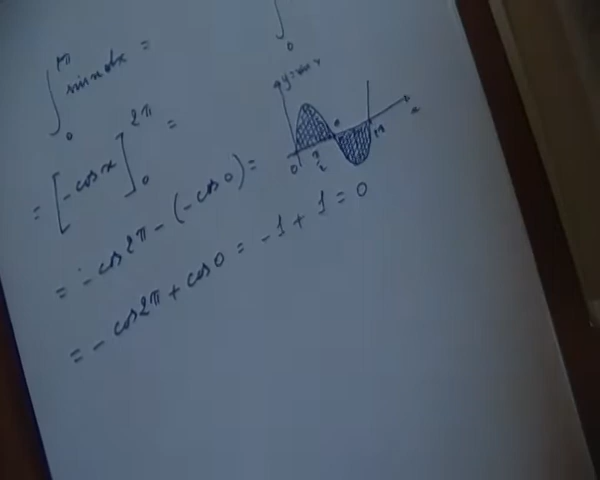 ∫₀^π sin x dx =
∫₀
= [-cos x]₀^2π =
y = sin x
0 π/2 x
= -cos 2π - (-cos 0) =
= -cos 2π + cos 0 = -1 + 1 = 0